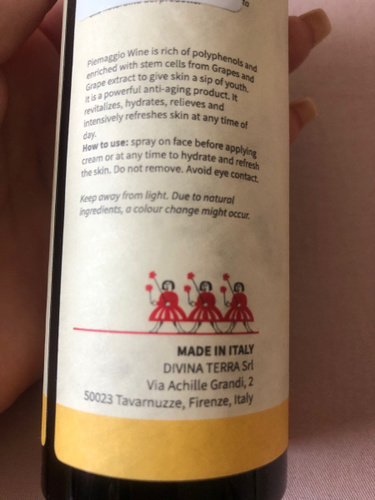 Piemaggio Wine is rich of polyphenols and
enriched with stem cells from Grapes and
Grape extract to give skin a sip of youth.
It is a powerful anti-aging product. It
revitalizes, hydrates, relieves and
intensively refreshes skin at any time of
day.
How to use: spray on face before applying
cream or at any time to hydrate and refresh
the skin. Do not remove. Avoid eye contact.
Keep away from light. Due to natural
ingredients, a colour change might occur.
MADE IN ITALY
DIVINA TERRA Srl
Via Achille Grandi, 2
50023 Tavarnuzze, Firenze, Italy